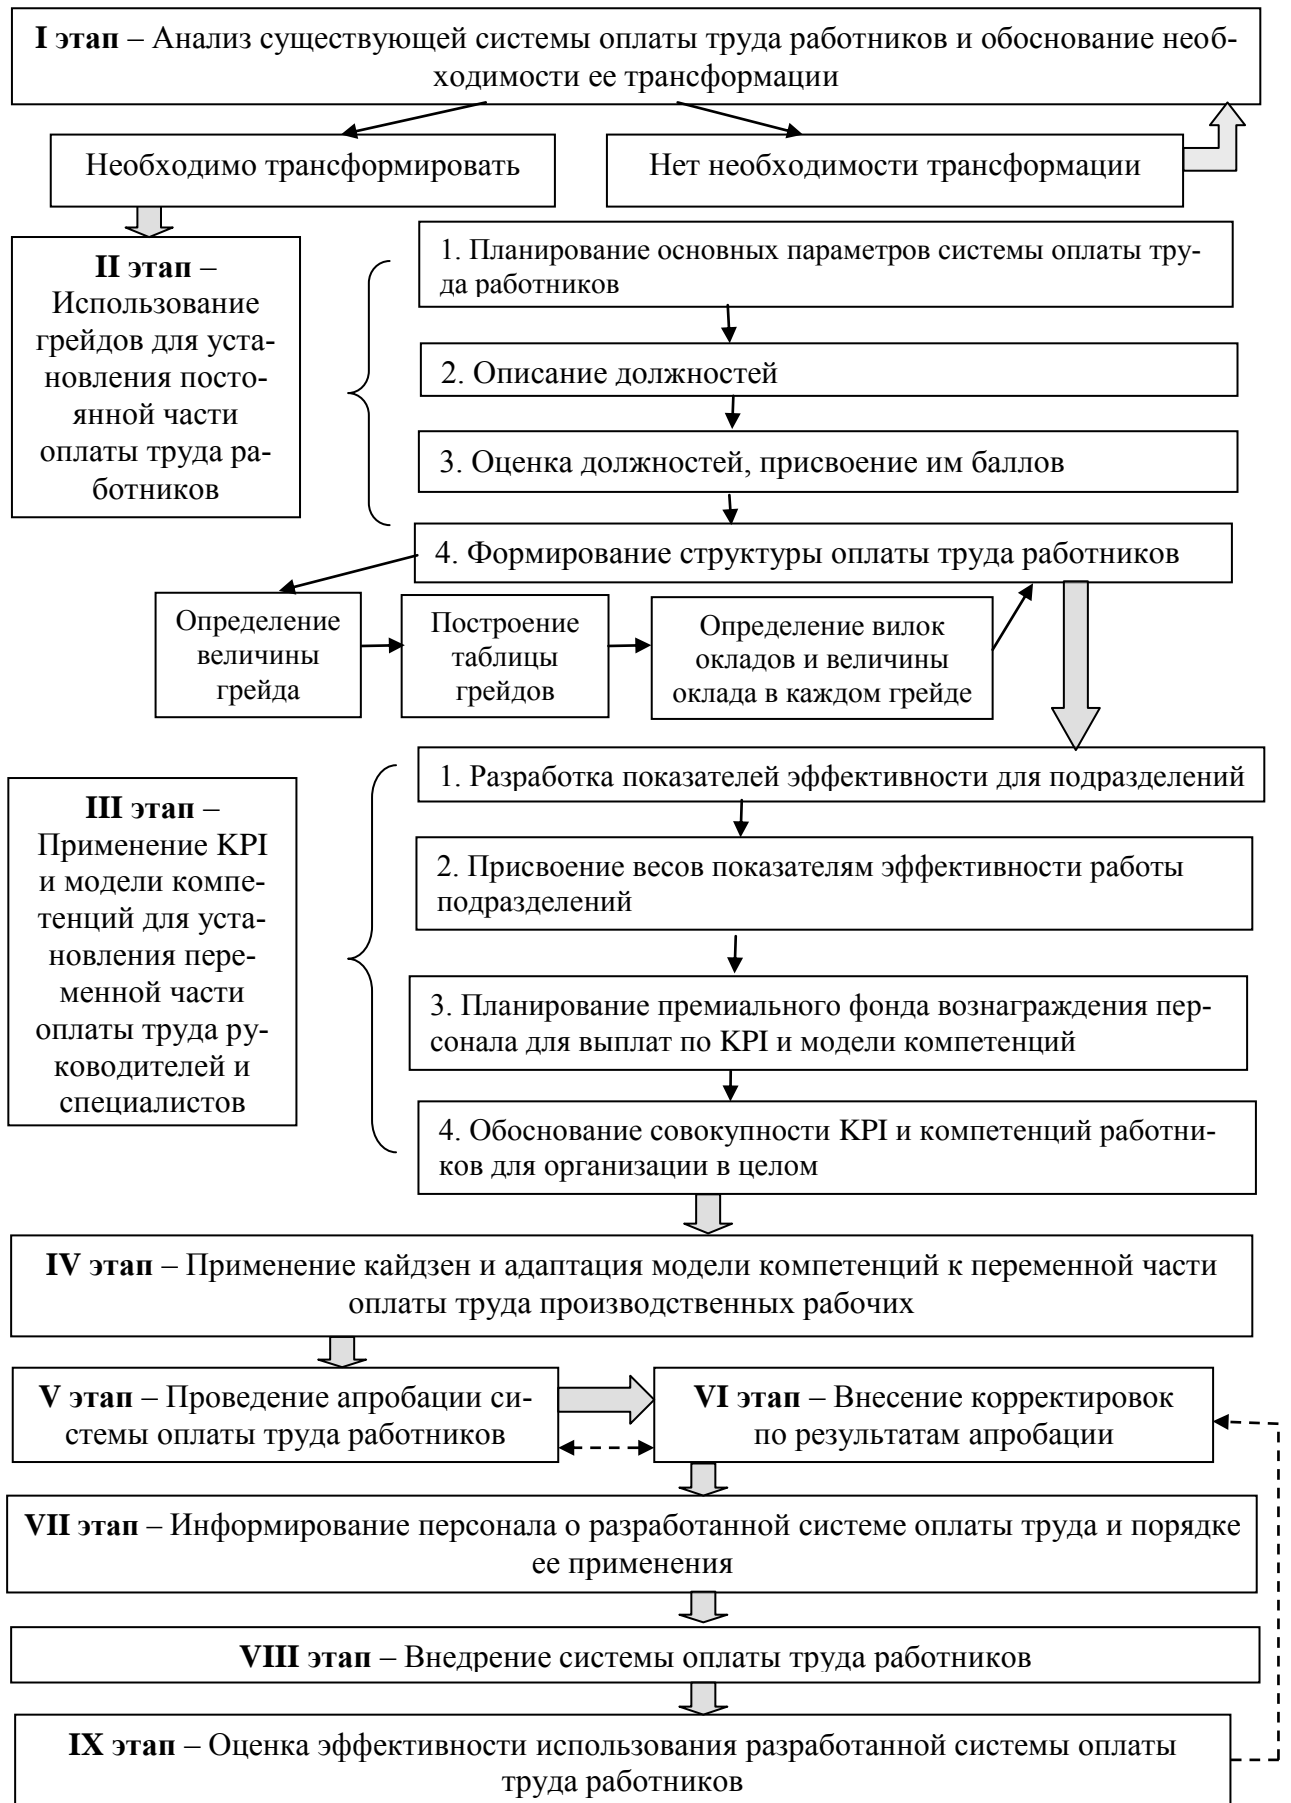 I этап – Анализ существующей системы оплаты труда работников и обоснование необ-
ходимости ее трансформации
Необходимо трансформировать
Нет необходимости трансформации
II этап –
Использование
грейдов для уста-
новления посто-
янной части
оплаты труда ра-
ботников
1. Планирование основных параметров системы оплаты тру-
да работников
2. Описание должностей
3. Оценка должностей, присвоение им баллов
4. Формирование структуры оплаты труда работников
Определение
величины
грейда
Построение
таблицы
грейдов
Определение вилок
окладов и величины
оклада в каждом грейде
III этап –
Применение KPI
и модели компе-
тенций для уста-
новления пере-
менной части
оплаты труда ру-
ководителей и
специалистов
1. Разработка показателей эффективности для подразделений
2. Присвоение весов показателям эффективности работы
подразделений
3. Планирование премиального фонда вознаграждения пер-
сонала для выплат по KPI и модели компетенций
4. Обоснование совокупности KPI и компетенций работни-
ков для организации в целом
IV этап – Применение кайдзен и адаптация модели компетенций к переменной части
оплаты труда производственных рабочих
V этап – Проведение апробации си-
стемы оплаты труда работников
VI этап – Внесение корректировок
по результатам апробации
VII этап – Информирование персонала о разработанной системе оплаты труда и порядке
ее применения
VIII этап – Внедрение системы оплаты труда работников
IX этап – Оценка эффективности использования разработанной системы оплаты
труда работников